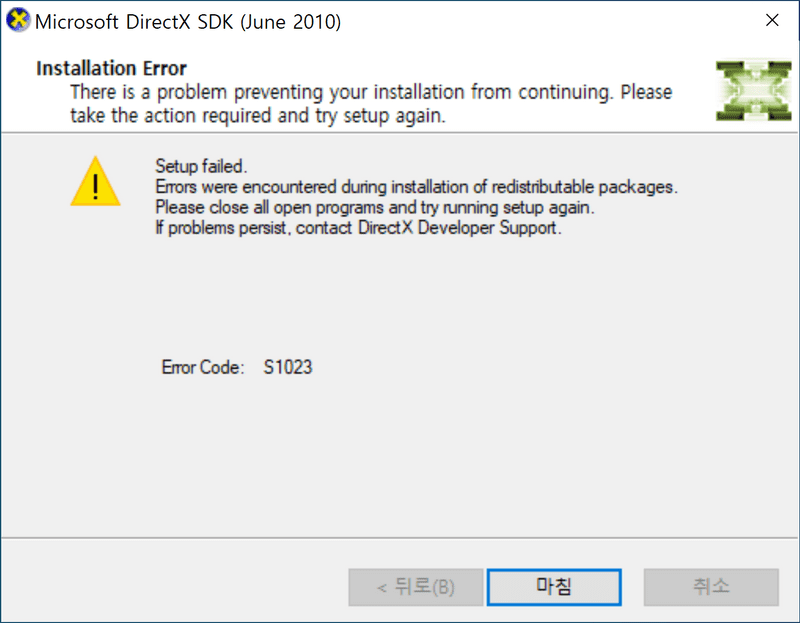 Microsoft DirectX SDK (June 2010)
Installation Error
There is a problem preventing your installation from continuing. Please
take the action required and try setup again.
Setup failed.
Errors were encountered during installation of redistributable packages.
Please close all open programs and try running setup again.
If problems persist, contact DirectX Developer Support.
Error Code: S1023
< 뒤로(B)
마침
취소